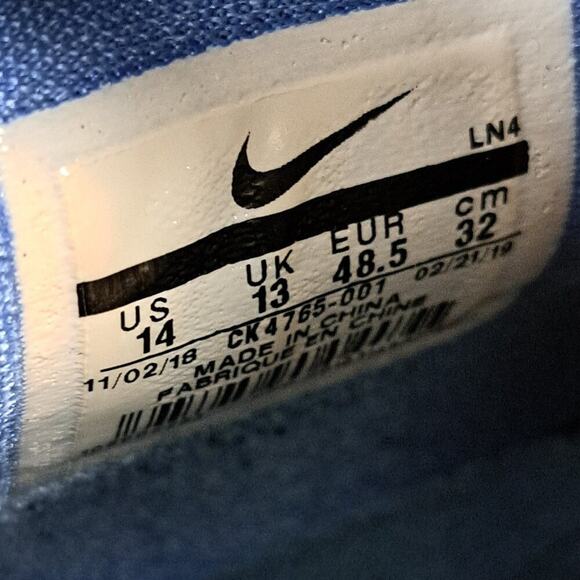 LN4
US UK EUR cm
14 13 48.5 32
11/02/18 CK4765-001 02/21/19
MADE IN CHINA
FABRIQUE EN CHINE